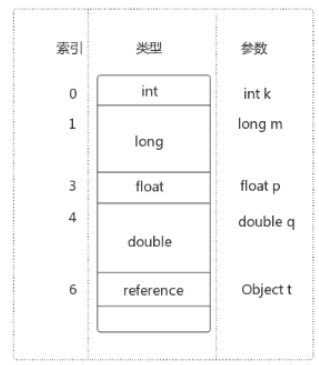 索引 类型 参数
0 int int k
1 long long m
3 float float p
4 double double q
6 reference Object t